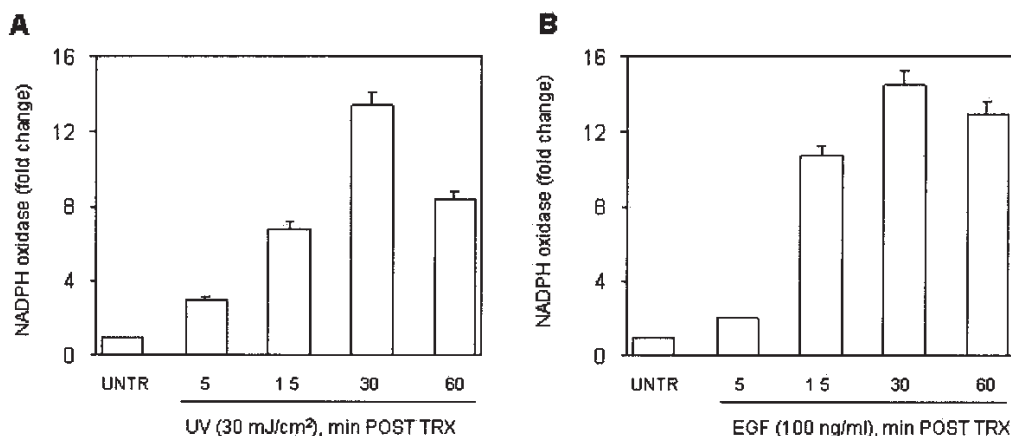 A
NADPH oxidase (fold change)
16
12
8
4
0
UNTR 5 15 30 60
UV (30 mJ/cm²), min POST TRX
B
NADPH oxidase (fold change)
16
12
8
4
0
UNTR 5 15 30 60
EGF (100 ng/ml), min POST TRX